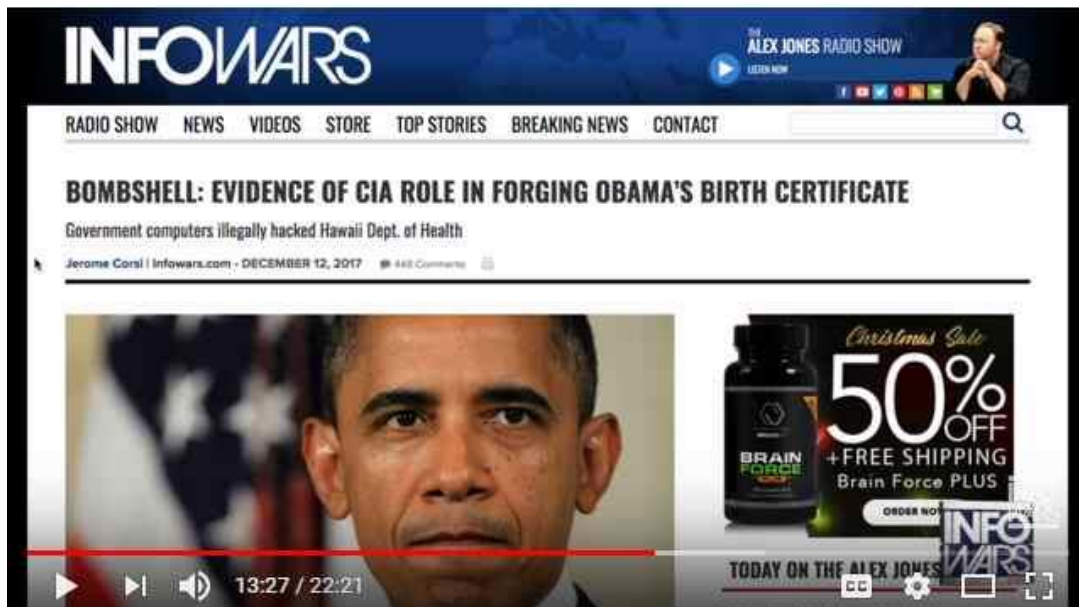 INFOWARS
THE
ALEX JONES RADIO SHOW
LISTEN NOW
RADIO SHOW NEWS VIDEOS STORE TOP STORIES BREAKING NEWS CONTACT
BOMBSHELL: EVIDENCE OF CIA ROLE IN FORGING OBAMA'S BIRTH CERTIFICATE
Government computers illegally hacked Hawaii Dept. of Health
Jerome Corsi | Infowars.com - DECEMBER 12, 2017 Comments
Christmas Sale
50%
OFF
+FREE SHIPPING
Brain Force PLUS
BRAIN
FORCE
ORDER NOW
INFO
WARS
TODAY ON THE ALEX JONES
13:27 / 22:21
CC